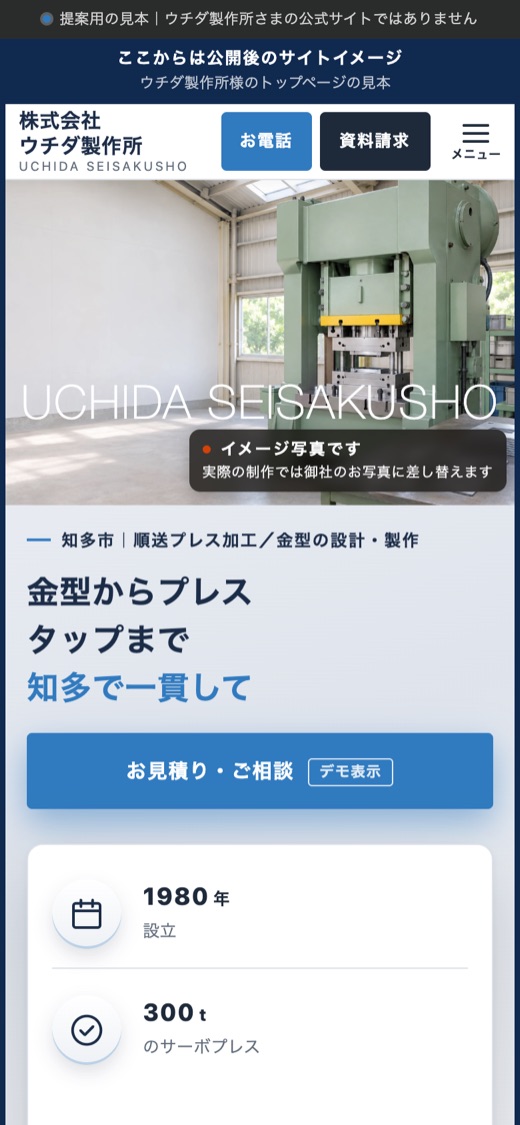 提案用の見本｜ウチダ製作所さまの公式サイトではありません
ここからは公開後のサイトイメージ
ウチダ製作所様のトップページの見本
株式会社
ウチダ製作所
UCHIDA SEISAKUSHO
お電話
資料請求
メニュー
UCHIDA SEISAKUSHO
イメージ写真です
実際の制作では御社のお写真に差し替えます
知多市｜順送プレス加工／金型の設計・製作
金型からプレス
タップまで
知多で一貫して
お見積り・ご相談 デモ表示
1980年
設立
300t
のサーボプレス